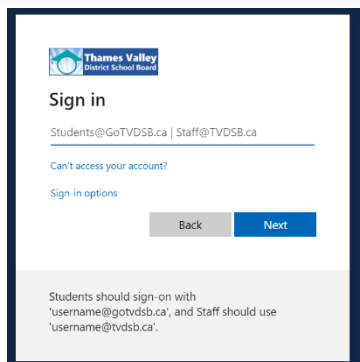 Thames Valley
District School Board
Sign in
Students@GoTVDSB.ca | Staff@TVDSB.ca
Can't access your account?
Sign-in options
Back Next
Students should sign-on with
'username@gotvdsb.ca', and Staff should use
'username@tvdsb.ca'.